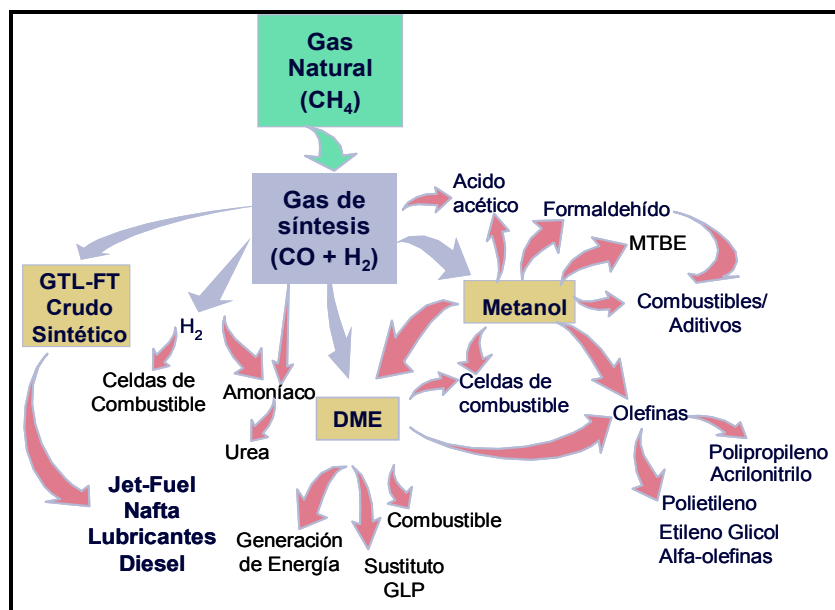 Gas
Natural
(CH4)
Gas de
síntesis
(CO + H2)
Acido
acético
Formaldehído
MTBE
GTL-FT
Crudo
Sintético
Metanol
Combustibles/
Aditivos
H2
Celdas de
Combustible
Amoníaco
Celdas de
combustible
DME
Olefinas
Urea
Polipropileno
Acrilonitrilo
Jet-Fuel
Nafta
Lubricantes
Diesel
Combustible
Polietileno
Generación
de Energía
Sustituto
GLP
Etileno Glicol
Alfa-olefinas